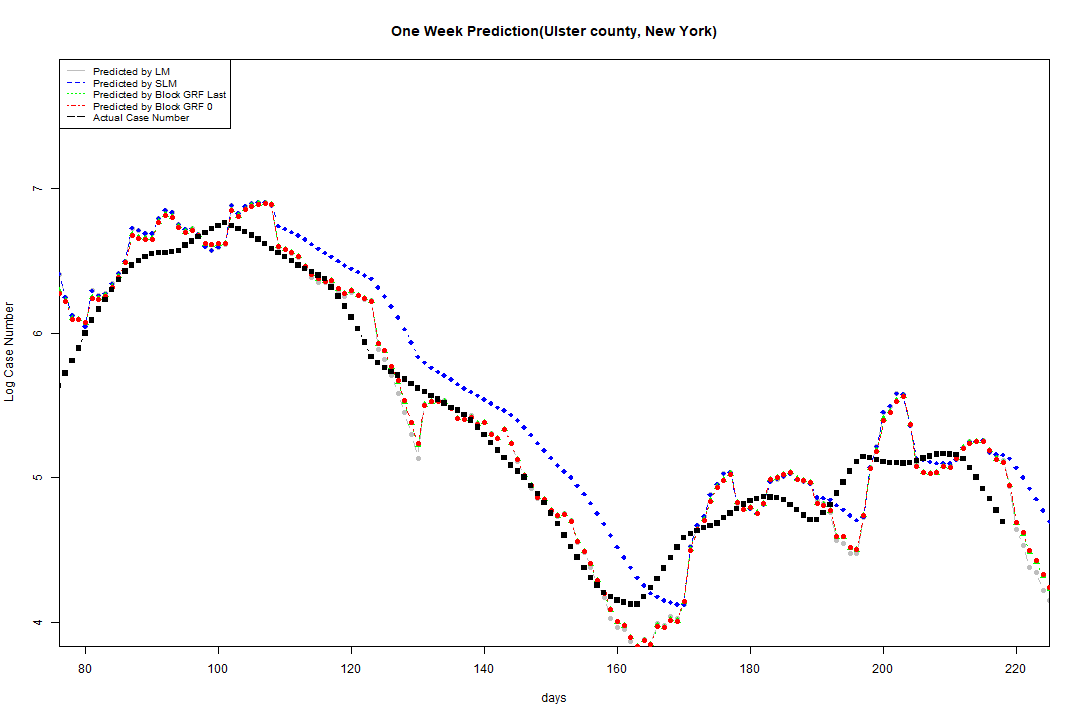 One Week Prediction(Ulster county, New York)
Predicted by LM
Predicted by SLM
Predicted by Block GRF Last
Predicted by Block GRF 0
Actual Case Number
7
6
5
4
Log Case Number
80 100 120 140 160 180 200 220
days